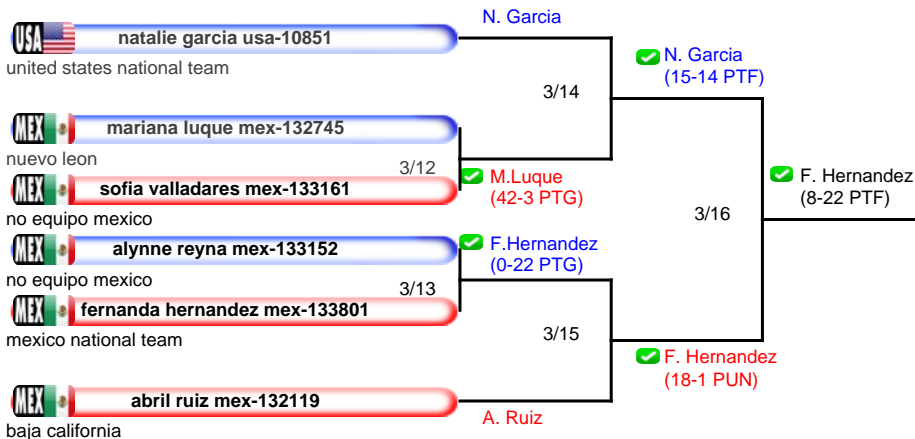 N. Garcia
USA natalie garcia usa-10851
united states national team
N. Garcia
(15-14 PTF)
3/14
MEX mariana luque mex-132745
nuevo leon
3/12
M.Luque
(42-3 PTG)
MEX sofia valladares mex-133161
no equipo mexico
F. Hernandez
(8-22 PTF)
3/16
MEX alynne reyna mex-133152
no equipo mexico
F.Hernandez
(0-22 PTG)
3/13
MEX fernanda hernandez mex-133801
mexico national team
3/15
F. Hernandez
(18-1 PUN)
MEX abril ruiz mex-132119
baja california
A. Ruiz